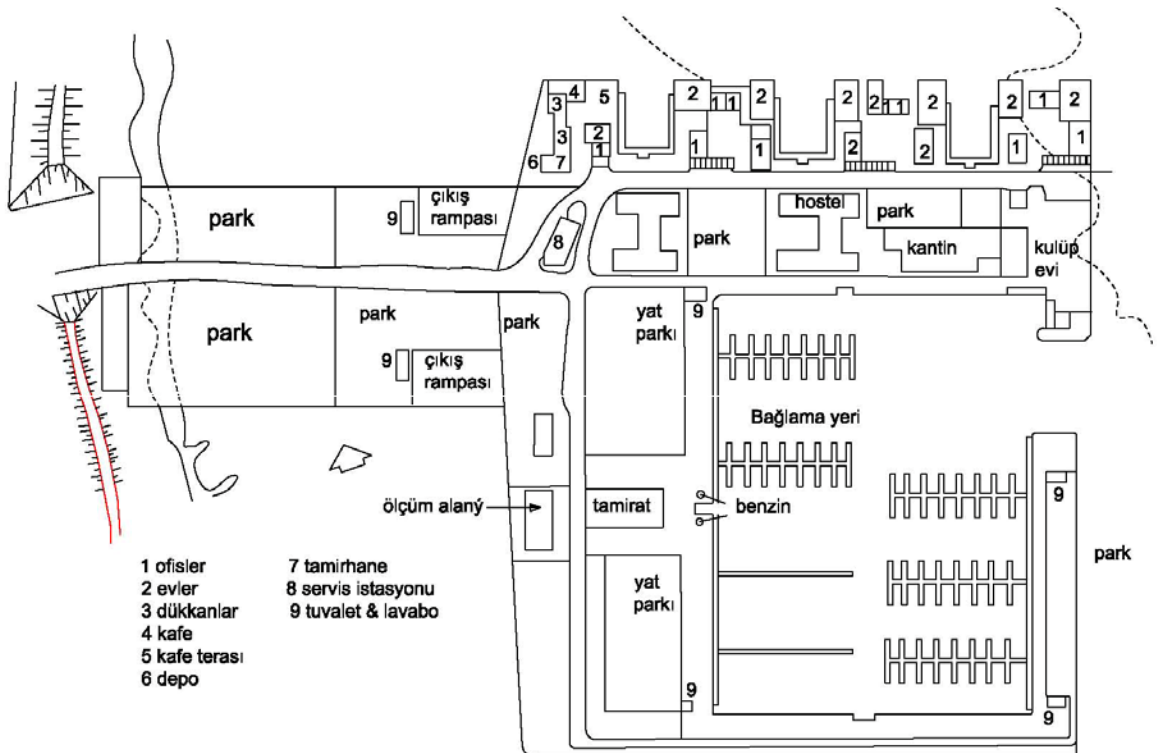 4
3
5
2
1 1
2
2
2
1 1
2
2
1
2
3
2
1
6
7
1
1
2
2
1
1
park
9
çıkış
rampası
8
park
hostel
park
kantin
kulüp
evi
park
park
9
çıkış
rampası
park
yat
parkı
9
Bağlama yeri
ölçüm alaný
tamirat
benzin
9
park
yat
parkı
9
9
1 ofisler
2 evler
3 dükkanlar
4 kafe
5 kafe terası
6 depo
7 tamirhane
8 servis istasyonu
9 tuvalet & lavabo